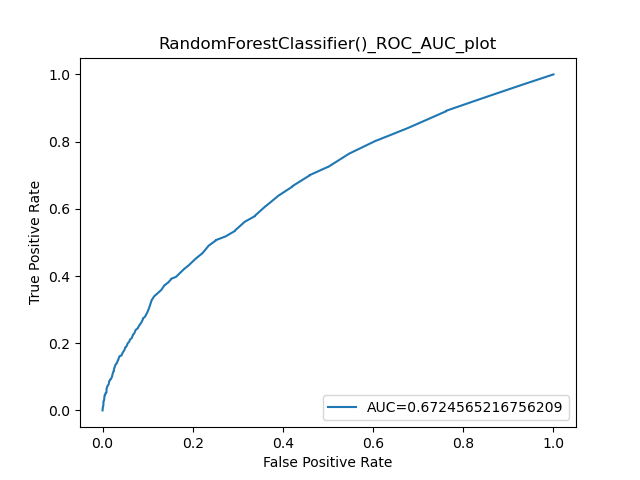 RandomForestClassifier()_ROC_AUC_plot
1.0
0.8
0.6
0.4
0.2
0.0
True Positive Rate
AUC=0.6724565216756209
0.0 0.2 0.4 0.6 0.8 1.0
False Positive Rate